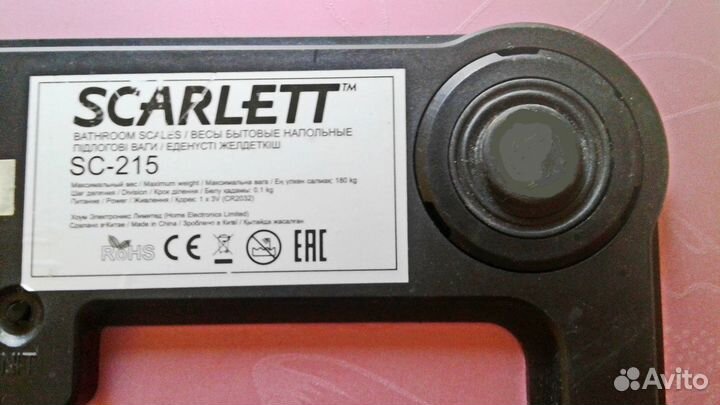 SCARLETT™
BATHROOM SCALES / ВЕСЫ БЫТОВЫЕ НАПОЛЬНЫЕ
ПІДЛОГОВІ ВАГИ / ЕДЕНҮСТІ ЖЕЛДЕТКІШ
SC-215
Максимальный вес / Maximum weight / Максимальна вага / Ең үлкен салмақ: 180 kg
Шаг деления / Division / Крок ділення / Бөлу қадамы: 0,1 kg
Питание / Power / Живлення / Қорек: 1 x 3V (CR2032)
Хоум Электроникс Лимитед (Home Electronics Limited)
Сделано в Китае / Made in China / Зроблено в Китаї / Қытайда жасалған
RoHS CE EAC
UNIT
Avito